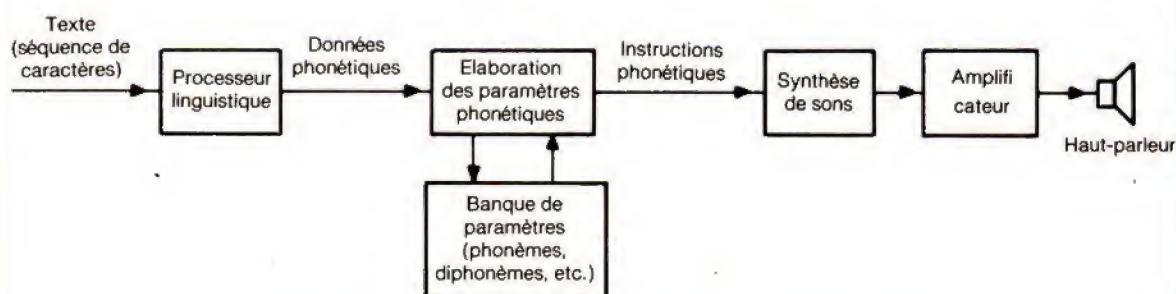 Texte
(séquence de
caractères)
Processeur
linguistique
Données
phonétiques
Elaboration
des paramètres
phonétiques
Instructions
phonétiques
Synthèse
de sons
Amplifi
cateur
Haut-parleur
Banque de
paramètres
(phonèmes,
diphonèmes, etc.)